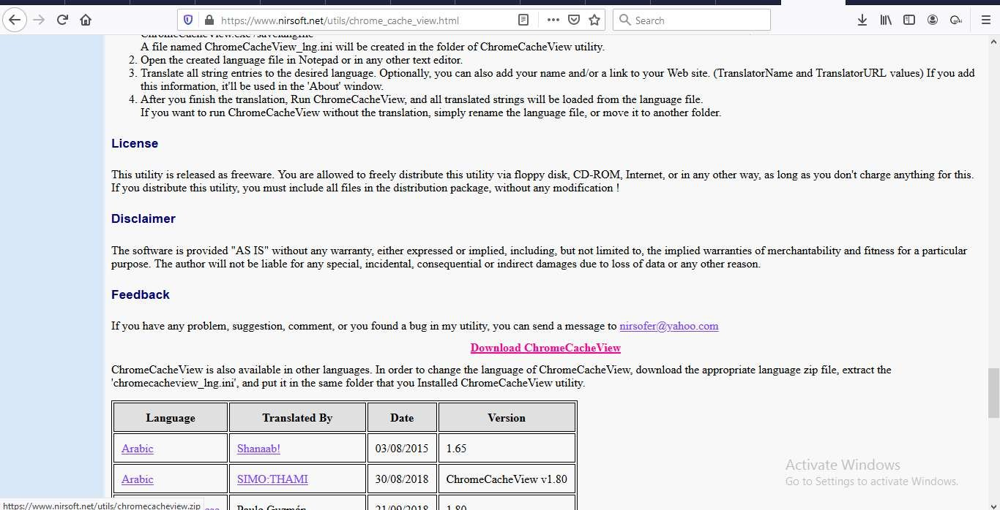 https://www.nirsoft.net/utils/chrome_cache_view.html
Search
ChromeCacheView.exe /savelangfile
A file named ChromeCacheView_lng.ini will be created in the folder of ChromeCacheView utility.
2. Open the created language file in Notepad or in any other text editor.
3. Translate all string entries to the desired language. Optionally, you can also add your name and/or a link to your Web site. (TranslatorName and TranslatorURL values) If you add
this information, it'll be used in the 'About' window.
4. After you finish the translation, Run ChromeCacheView, and all translated strings will be loaded from the language file.
If you want to run ChromeCacheView without the translation, simply rename the language file, or move it to another folder.
License
This utility is released as freeware. You are allowed to freely distribute this utility via floppy disk, CD-ROM, Internet, or in any other way, as long as you don't charge anything for this.
If you distribute this utility, you must include all files in the distribution package, without any modification !
Disclaimer
The software is provided "AS IS" without any warranty, either expressed or implied, including, but not limited to, the implied warranties of merchantability and fitness for a particular
purpose. The author will not be liable for any special, incidental, consequential or indirect damages due to loss of data or any other reason.
Feedback
If you have any problem, suggestion, comment, or you found a bug in my utility, you can send a message to nirsofer@yahoo.com
Download ChromeCacheView
ChromeCacheView is also available in other languages. In order to change the language of ChromeCacheView, download the appropriate language zip file, extract the
'chromecacheview_lng.ini', and put it in the same folder that you Installed ChromeCacheView utility.
Language Translated By Date Version
Arabic Shanaab! 03/08/2015 1.65
Arabic SIMO:THAMI 30/08/2018 ChromeCacheView v1.80
Paulo Guzmán 21/09/2018 1.80
Activate Windows
Go to Settings to activate Windows.
https://www.nirsoft.net/utils/chromecacheview.zip